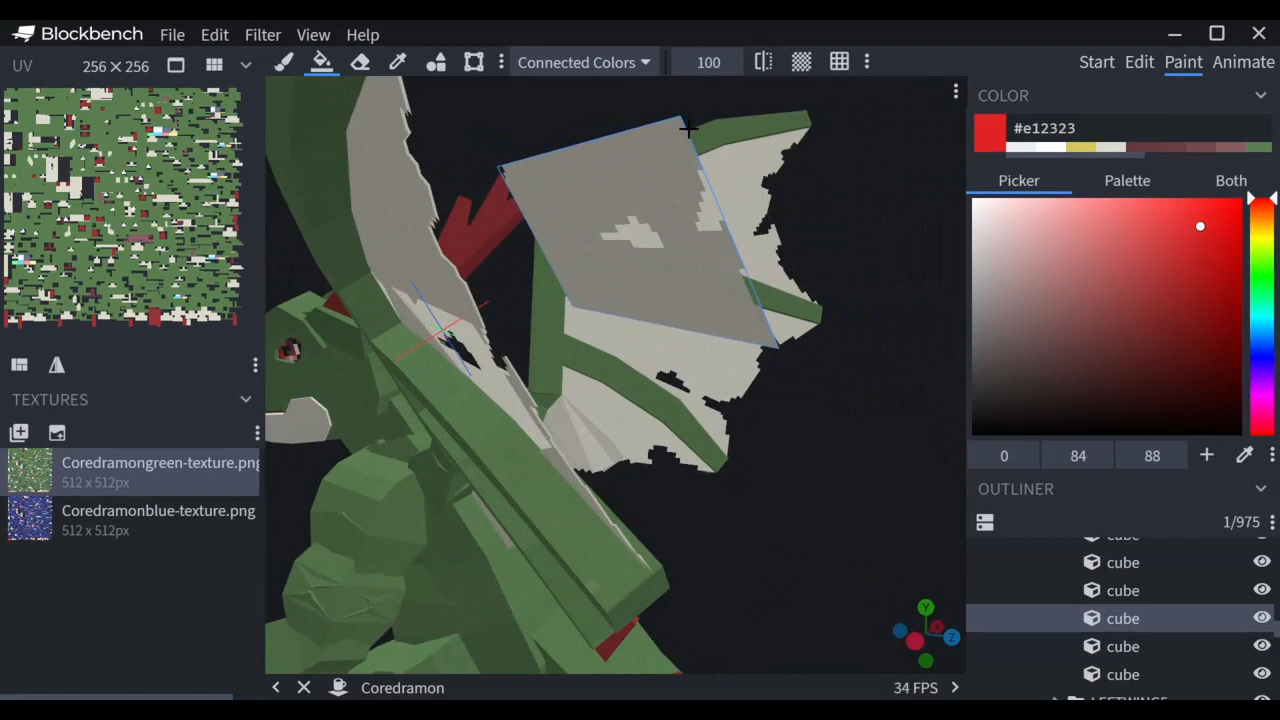 Blockbench File Edit Filter View Help
UV 256 × 256 Connected Colors 100 Start Edit Paint Animate
COLOR
#e12323
Picker Palette Both
TEXTURES
Coredramongreen-texture.png
512 x 512px
Coredramonblue-texture.png
512 x 512px
0 84 88
OUTLINER
1/975
cube
cube
cube
cube
cube
cube
Y
X
Z
Coredramon 34 FPS